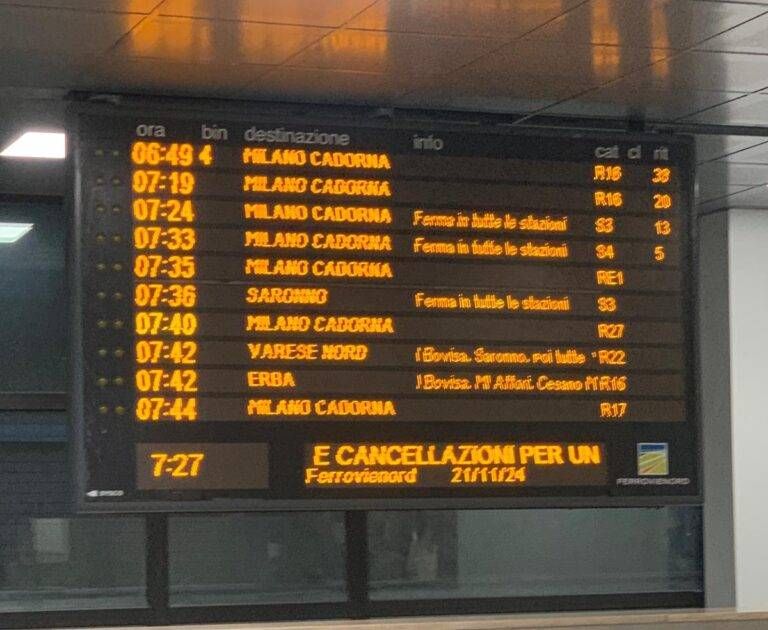 ora bin destinazione info cat cl rit
06:49 4 MILANO CADORNA R16 38
07:19 MILANO CADORNA R16 20
07:24 MILANO CADORNA Ferma in tutte le stazioni S3 13
07:33 MILANO CADORNA Ferma in tutte le stazioni S4 5
07:35 MILANO CADORNA RE1
07:36 SARONNO Ferma in tutte le stazioni S3
07:40 MILANO CADORNA R27
07:42 VARESE NORD Bovisa. Saronno. poi tutte R22
07:42 ERBA Bovisa. MI Affori. Cesano R16
07:44 MILANO CADORNA R17
7-27 E CANCELLAZIONI PER UN
Ferrovienord 21/11/24
FERROVIENORD